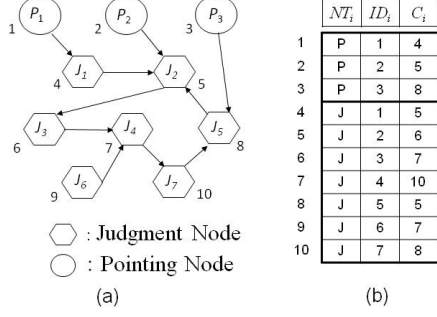 P1
P2
P3
1
2
3
J1
J2
4
5
J3
J4
J5
6
7
8
J6
J7
9
10
: Judgment Node
: Pointing Node
(a)
NTi IDi Ci
1 P 1 4
2 P 2 5
3 P 3 8
4 J 1 5
5 J 2 6
6 J 3 7
7 J 4 10
8 J 5 5
9 J 6 7
10 J 7 8
(b)